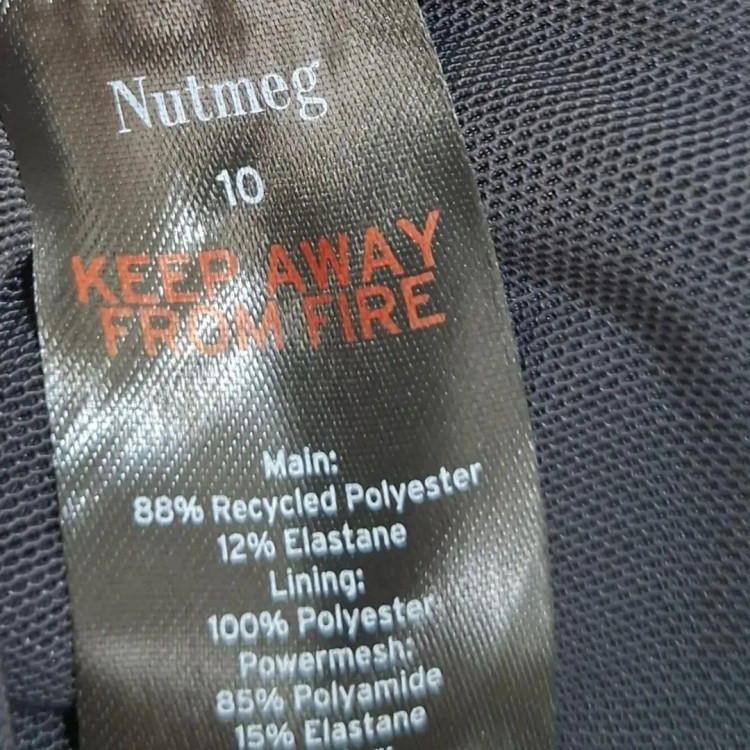 Nutmeg
10
KEEP AWAY
FROM FIRE
Main:
88% Recycled Polyester
12% Elastane
Lining:
100% Polyester
Powermesh:
85% Polyamide
15% Elastane